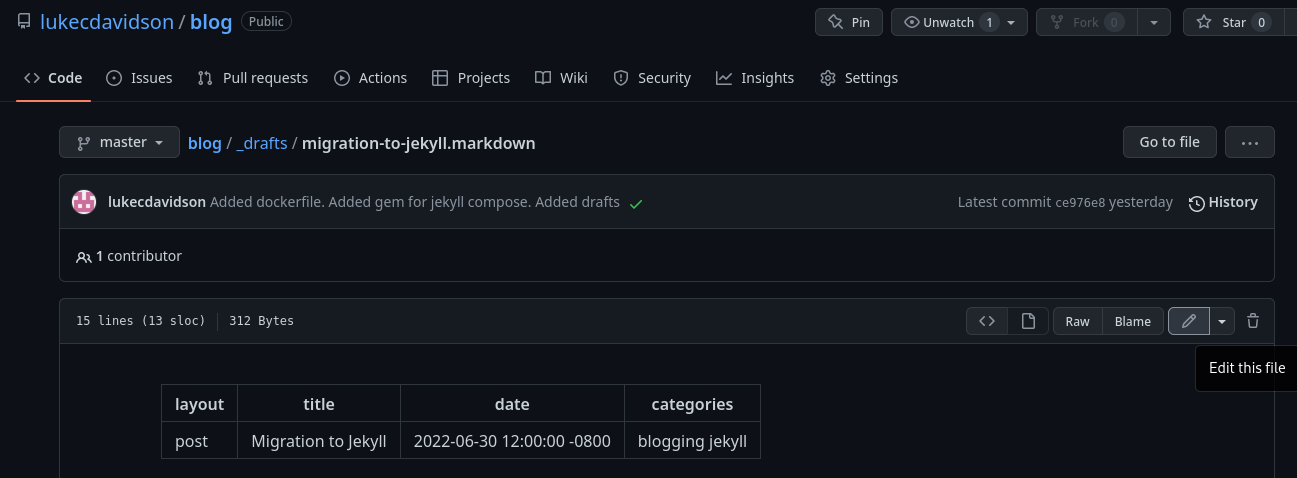 lukecdavidson / blog Public Pin Unwatch 1 Fork 0 Star 0
Code Issues Pull requests Actions Projects Wiki Security Insights Settings
master blog / _drafts / migration-to-jekyll.markdown Go to file ...
lukecdavidson Added dockerfile. Added gem for jekyll compose. Added drafts Latest commit ce976e8 yesterday History
1 contributor
15 lines (13 sloc) 312 Bytes Raw Blame
Edit this file
layout title date categories
post Migration to Jekyll 2022-06-30 12:00:00 -0800 blogging jekyll